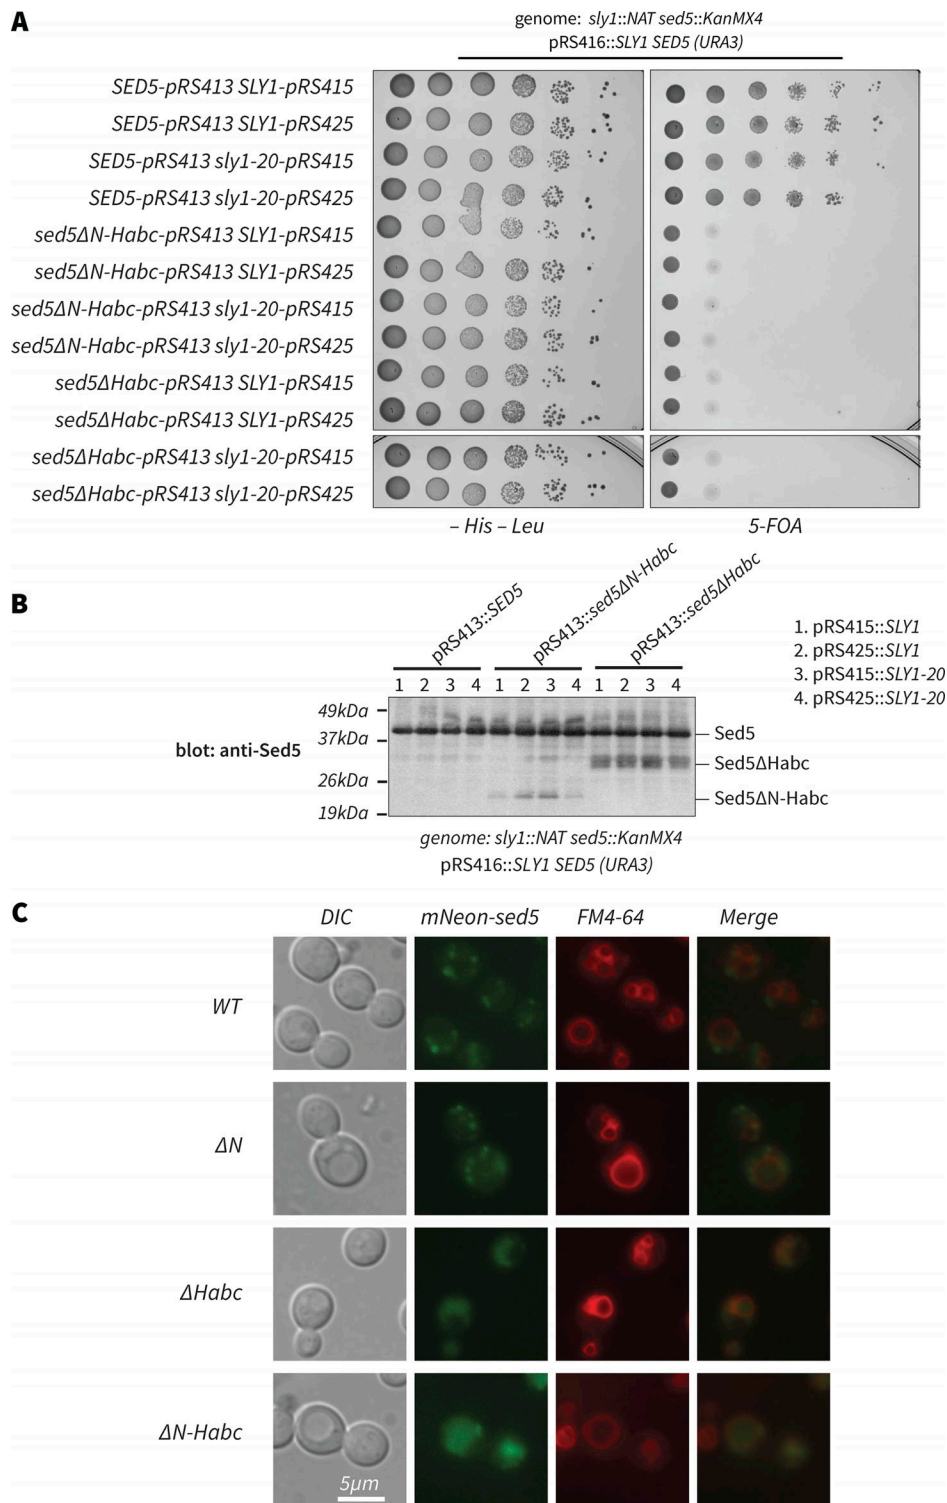 A
genome: sly1::NAT sed5::KanMX4
pRS416::SLY1 SED5 (URA3)
SED5-pRS413 SLY1-pRS415
SED5-pRS413 SLY1-pRS425
SED5-pRS413 sly1-20-pRS415
SED5-pRS413 sly1-20-pRS425
sed5ΔN-Habc-pRS413 SLY1-pRS415
sed5ΔN-Habc-pRS413 SLY1-pRS425
sed5ΔN-Habc-pRS413 sly1-20-pRS415
sed5ΔN-Habc-pRS413 sly1-20-pRS425
sed5ΔHabc-pRS413 SLY1-pRS415
sed5ΔHabc-pRS413 SLY1-pRS425
sed5ΔHabc-pRS413 sly1-20-pRS415
sed5ΔHabc-pRS413 sly1-20-pRS425
– His – Leu
5-FOA
B
pRS413::SED5
pRS413::sed5ΔN-Habc
pRS413::sed5ΔHabc
1. pRS415::SLY1
2. pRS425::SLY1
3. pRS415::SLY1-20
4. pRS425::SLY1-20
1 2 3 4 1 2 3 4 1 2 3 4
49kDa
37kDa
26kDa
19kDa
blot: anti-Sed5
Sed5
Sed5ΔHabc
Sed5ΔN-Habc
genome: sly1::NAT sed5::KanMX4
pRS416::SLY1 SED5 (URA3)
C
DIC mNeon-sed5 FM4-64 Merge
WT
ΔN
ΔHabc
ΔN-Habc
5μm